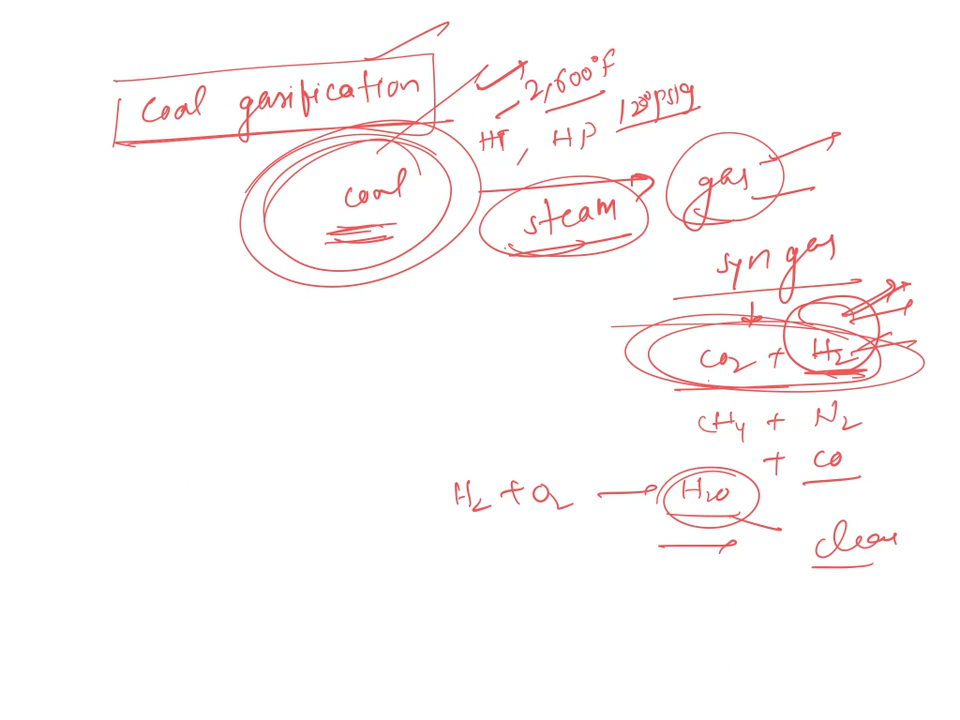 coal gasification
2,600°F
HT, HP 1200 psig
coal
steam
gas
syn gas
CO2 + H2
CH4 + N2
+ CO
H2 + O2 → H2O
clean